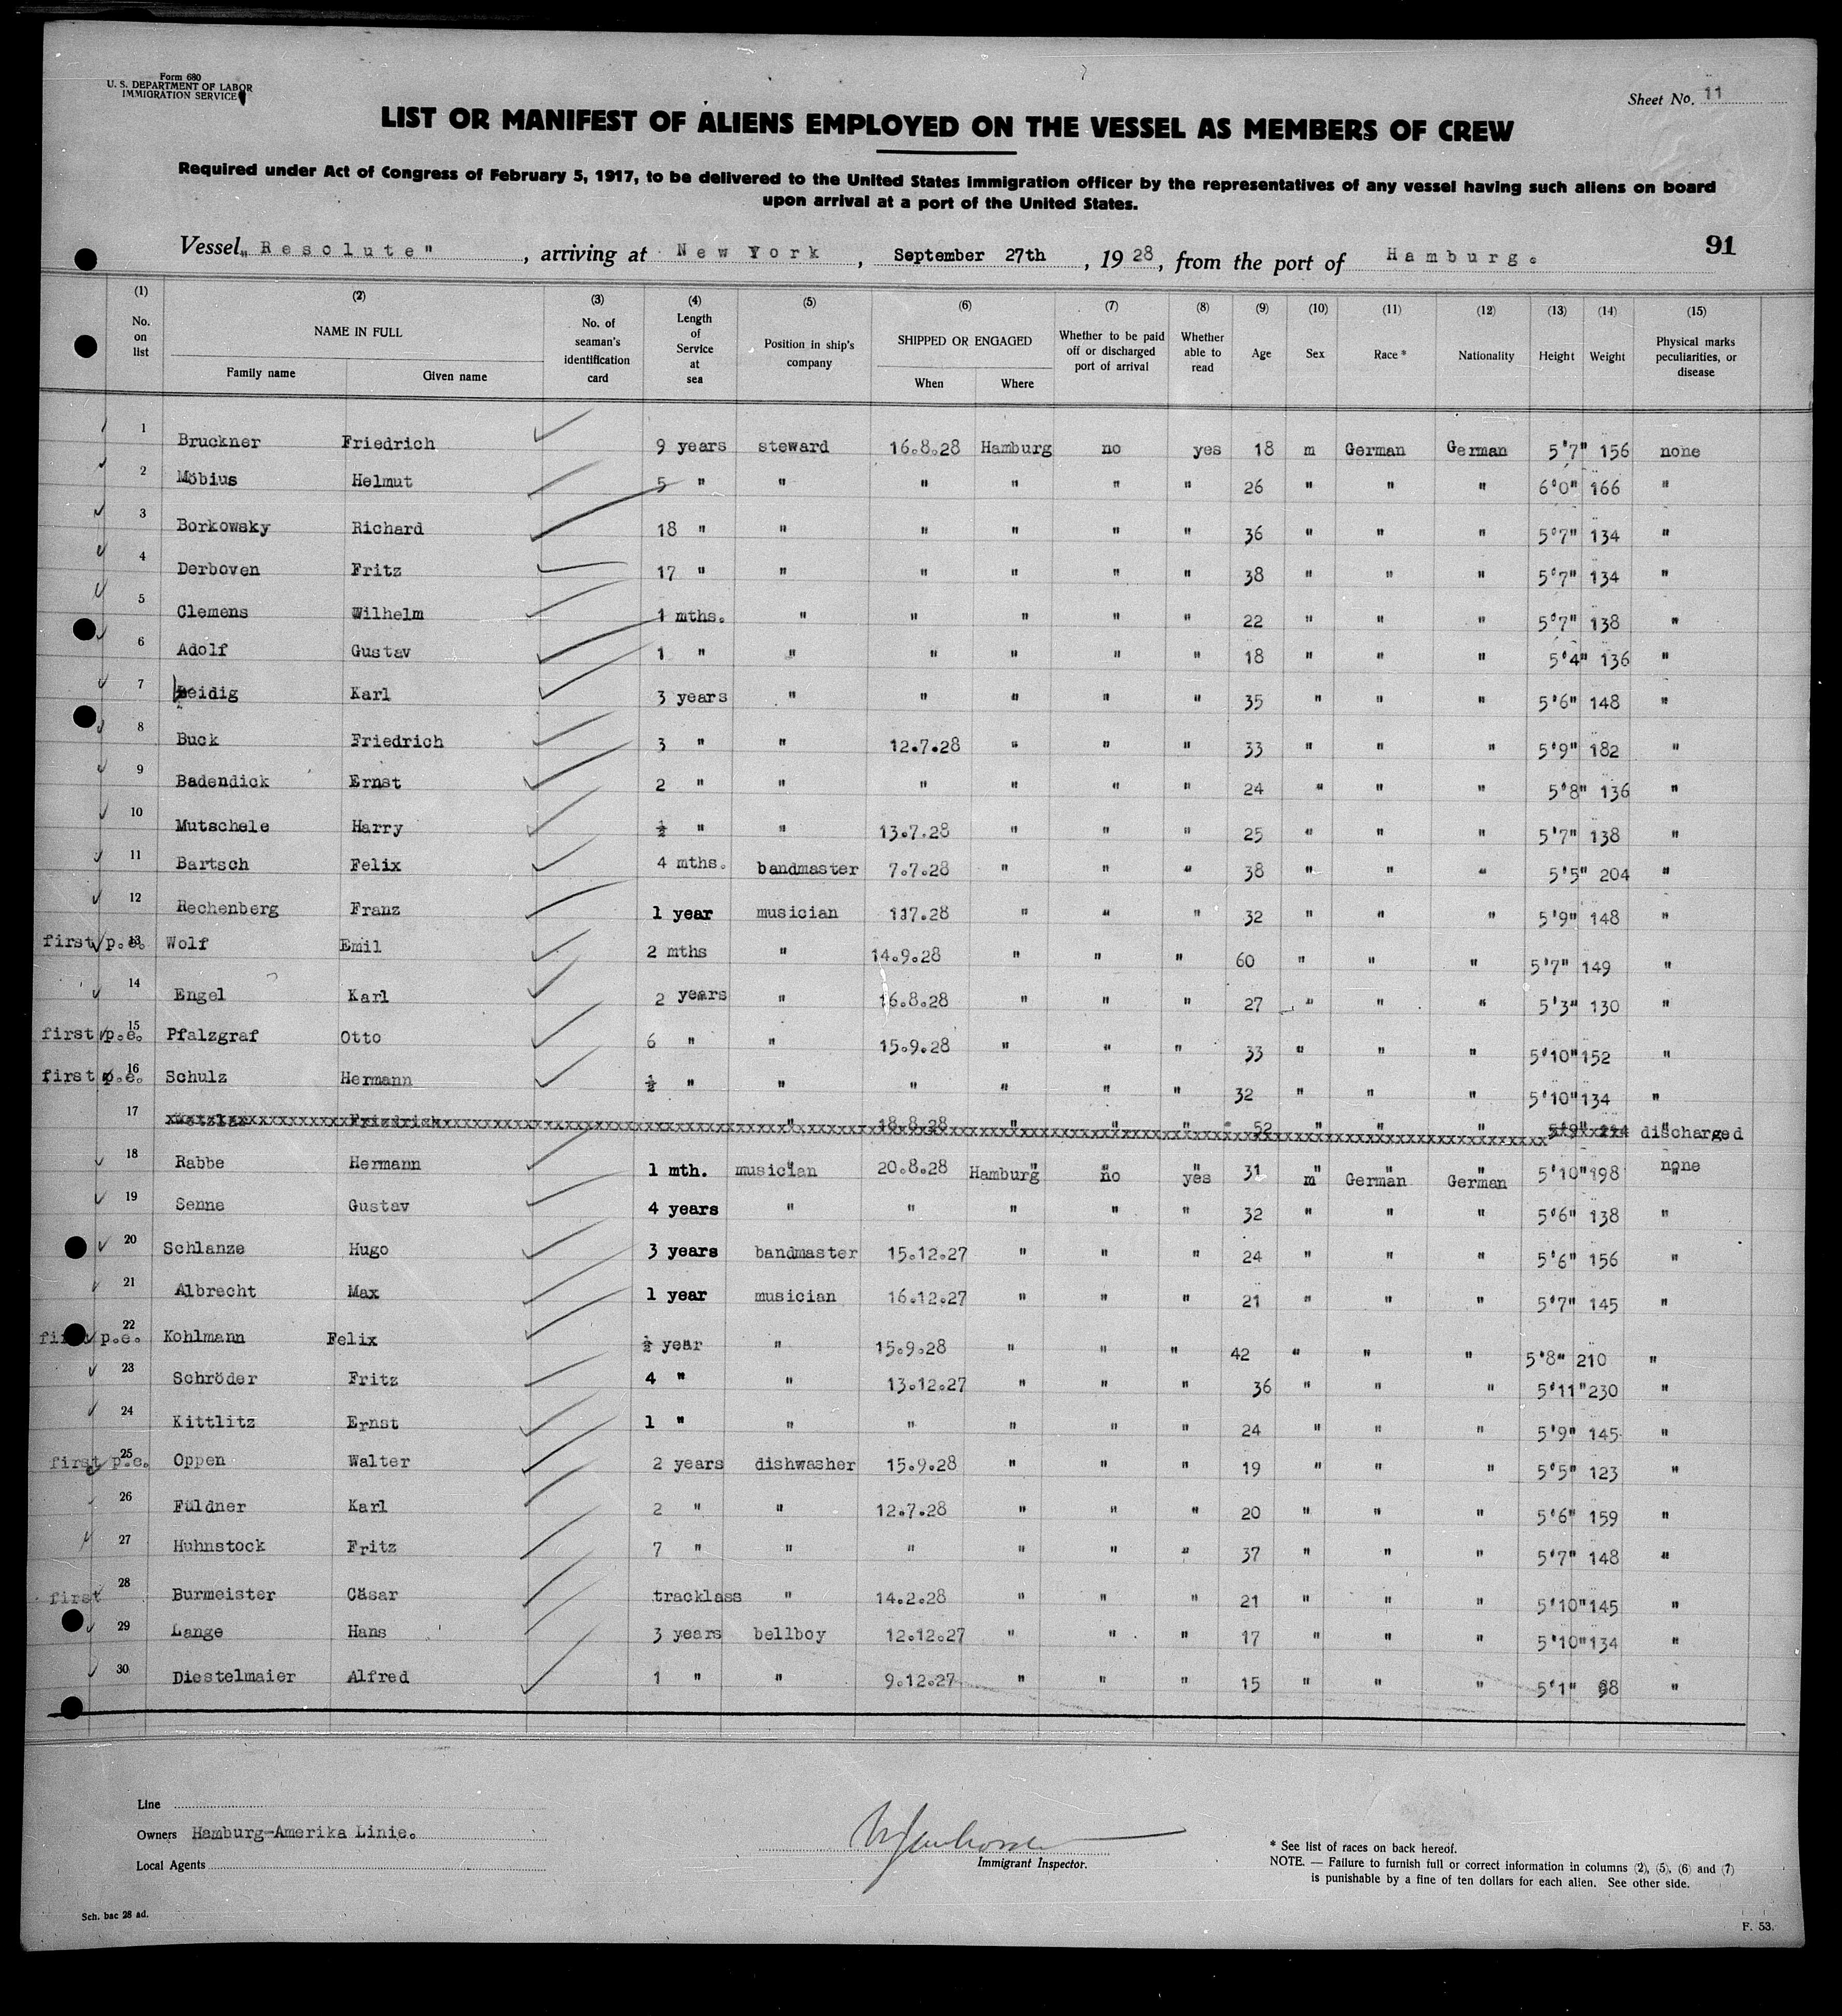 Form 680
U. S. DEPARTMENT OF LABOR
IMMIGRATION SERVICE
Sheet No. 11
LIST OR MANIFEST OF ALIENS EMPLOYED ON THE VESSEL AS MEMBERS OF CREW
Required under Act of Congress of February 5, 1917, to be delivered to the United States immigration officer by the representatives of any vessel having such aliens on board
upon arrival at a port of the United States.
Vessel „Resolute" , arriving at New York , September 27th , 1928, from the port of Hamburg.
91
(1) (2) (3) (4) (5) (6) (7) (8) (9) (10) (11) (12) (13) (14) (15)
No. on list NAME IN FULL Family name Given name No. of seaman's identification card Length of Service at sea Position in ship's company SHIPPED OR ENGAGED When Where Whether to be paid off or discharged port of arrival Whether able to read Age Sex Race * Nationality Height Weight Physical marks peculiarities, or disease
1 Bruckner Friedrich 9 years steward 16.8.28 Hamburg no yes 18 m German German 5'7" 156 none
2 Möbius Helmut 5 " " " " " " 26 " " " 6'0" 166 "
3 Borkowsky Richard 18 " " " " " " 36 " " " 5'7" 134 "
4 Derboven Fritz 17 " " " " " " 38 " " " 5'7" 134 "
5 Clemens Wilhelm 1 mths. " " " " " 22 " " " 5'7" 138 "
6 Adolf Gustav 1 " " " " " " 18 " " " 5'4" 136 "
7 Karl 3 years " " " " " 35 " " " 5'6" 148 "
8 Buck Friedrich 3 " " 12.7.28 " " " 33 " " " 5'9" 182 "
9 Badendick Ernst 2 " " " " " " 24 " " " 5'8" 136 "
10 Mutschele Harry ½ " " 13.7.28 " " " 25 " " " 5'7" 138 "
11 Bartsch Felix 4 mths. bandmaster 7.7.28 " " " 38 " " " 5'5" 204 "
12 Rechenberg Franz 1 year musician 117.28 " " " 32 " " " 5'9" 148 "
first p.e. 13 Wolf Emil 2 mths " 14.9.28 " " " 60 " " " 5'7" 149 "
14 Engel Karl 2 years " 16.8.28 " " " 27 " " " 5'3" 130 "
first p.e. 15 Pfalzgraf Otto 6 " " 15.9.28 " " " 33 " " " 5'10" 152 "
first p.e. 16 Schulz Hermann ½ " " " " " " 32 " " " 5'10" 134 "
17 Friedrich " 18.8.28 " " " 52 " " " 5'9" discharged
18 Rabbe Hermann 1 mth. musician 20.8.28 Hamburg no yes 31 m German German 5'10" 198 none
19 Senne Gustav 4 years " " " " " 32 " " " 5'6" 138 "
20 Schlanze Hugo 3 years bandmaster 15.12.27 " " " 24 " " " 5'6" 156 "
21 Albrecht Max 1 year musician 16.12.27 " " " 21 " " " 5'7" 145 "
first p.e. 22 Kohlmann Felix ½ year " 15.9.28 " " " 42 " " " 5'8" 210 "
23 Schröder Fritz 4 " " 13.12.27 " " " 36 " " " 5'11" 230 "
24 Kittlitz Ernst 1 " " " " " " 24 " " " 5'9" 145 "
first p.e. 25 Oppen Walter 2 years dishwasher 15.9.28 " " " 19 " " " 5'5" 123 "
26 Füldner Karl 2 " " 12.7.28 " " " 20 " " " 5'6" 159 "
27 Huhnstock Fritz 7 " " " " " " 37 " " " 5'7" 148 "
first 28 Burmeister Cäsar tracklass " 14.2.28 " " " 21 " " " 5'10" 145 "
29 Lange Hans 3 years bellboy 12.12.27 " " " 17 " " " 5'10" 134 "
30 Diestelmaier Alfred 1 " " 9.12.27 " " " 15 " " " 5'1" 98 "
Line
Owners Hamburg-Amerika Linie.
Local Agents
Immigrant Inspector.
* See list of races on back hereof.
NOTE. — Failure to furnish full or correct information in columns (2), (5), (6) and (7)
is punishable by a fine of ten dollars for each alien. See other side.
Sch. bac 28 ad.
F. 53.